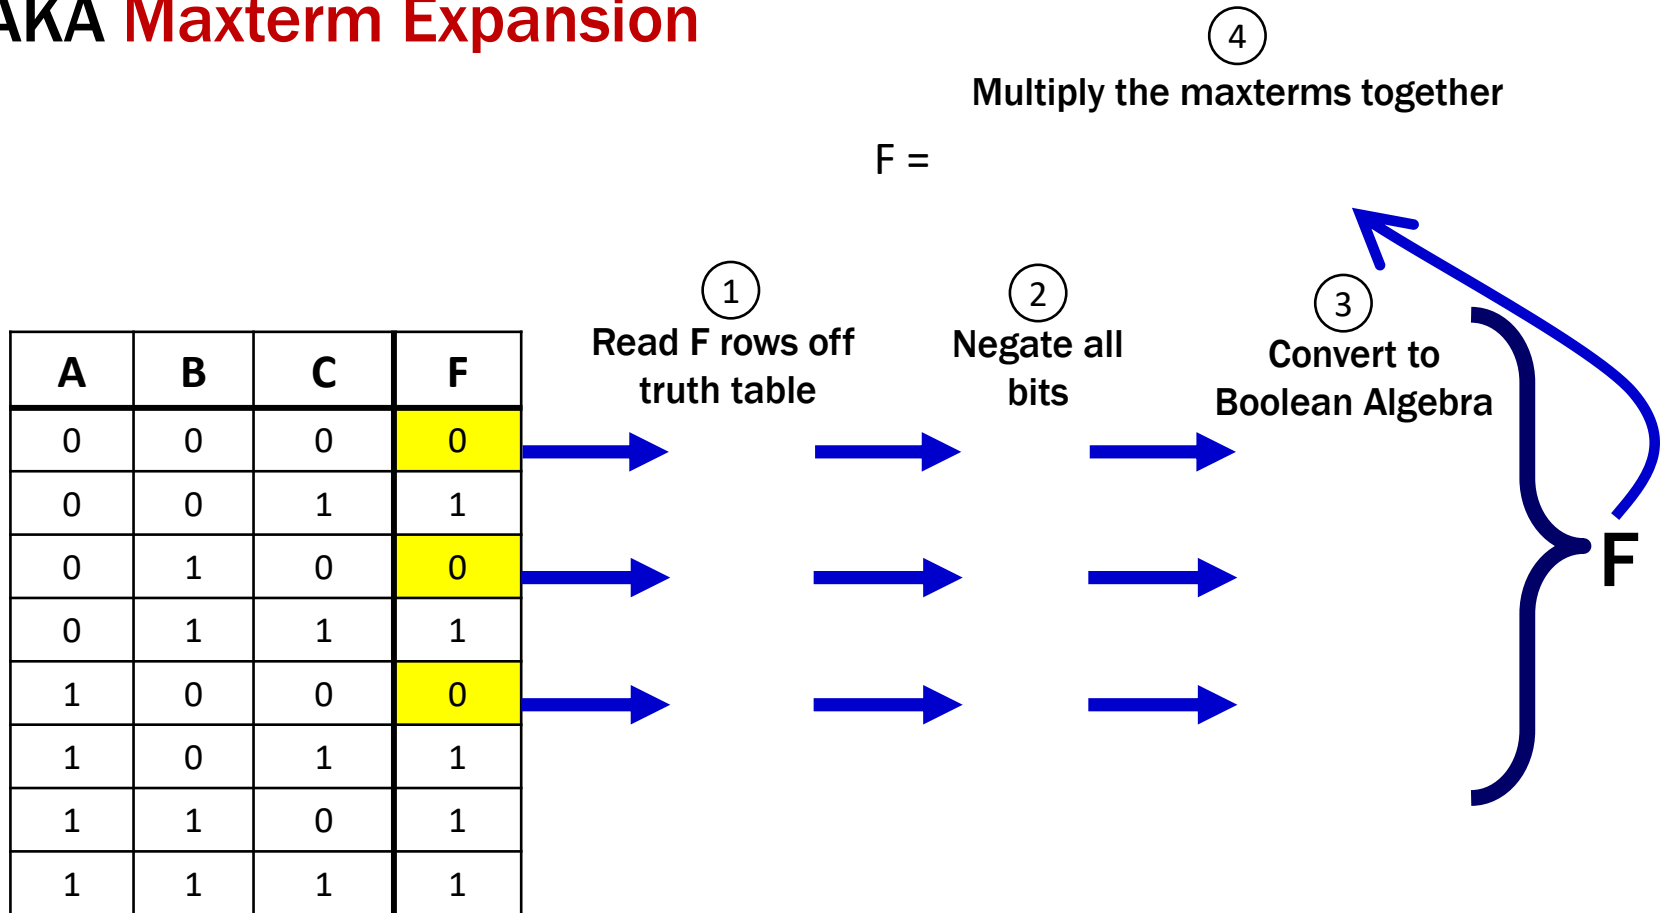 AKA Maxterm Expansion
4
Multiply the maxterms together
F =
1
Read F rows off
truth table
2
Negate all
bits
3
Convert to
Boolean Algebra
A B C F
0 0 0 0
0 0 1 1
0 1 0 0
0 1 1 1
1 0 0 0
1 0 1 1
1 1 0 1
1 1 1 1
F